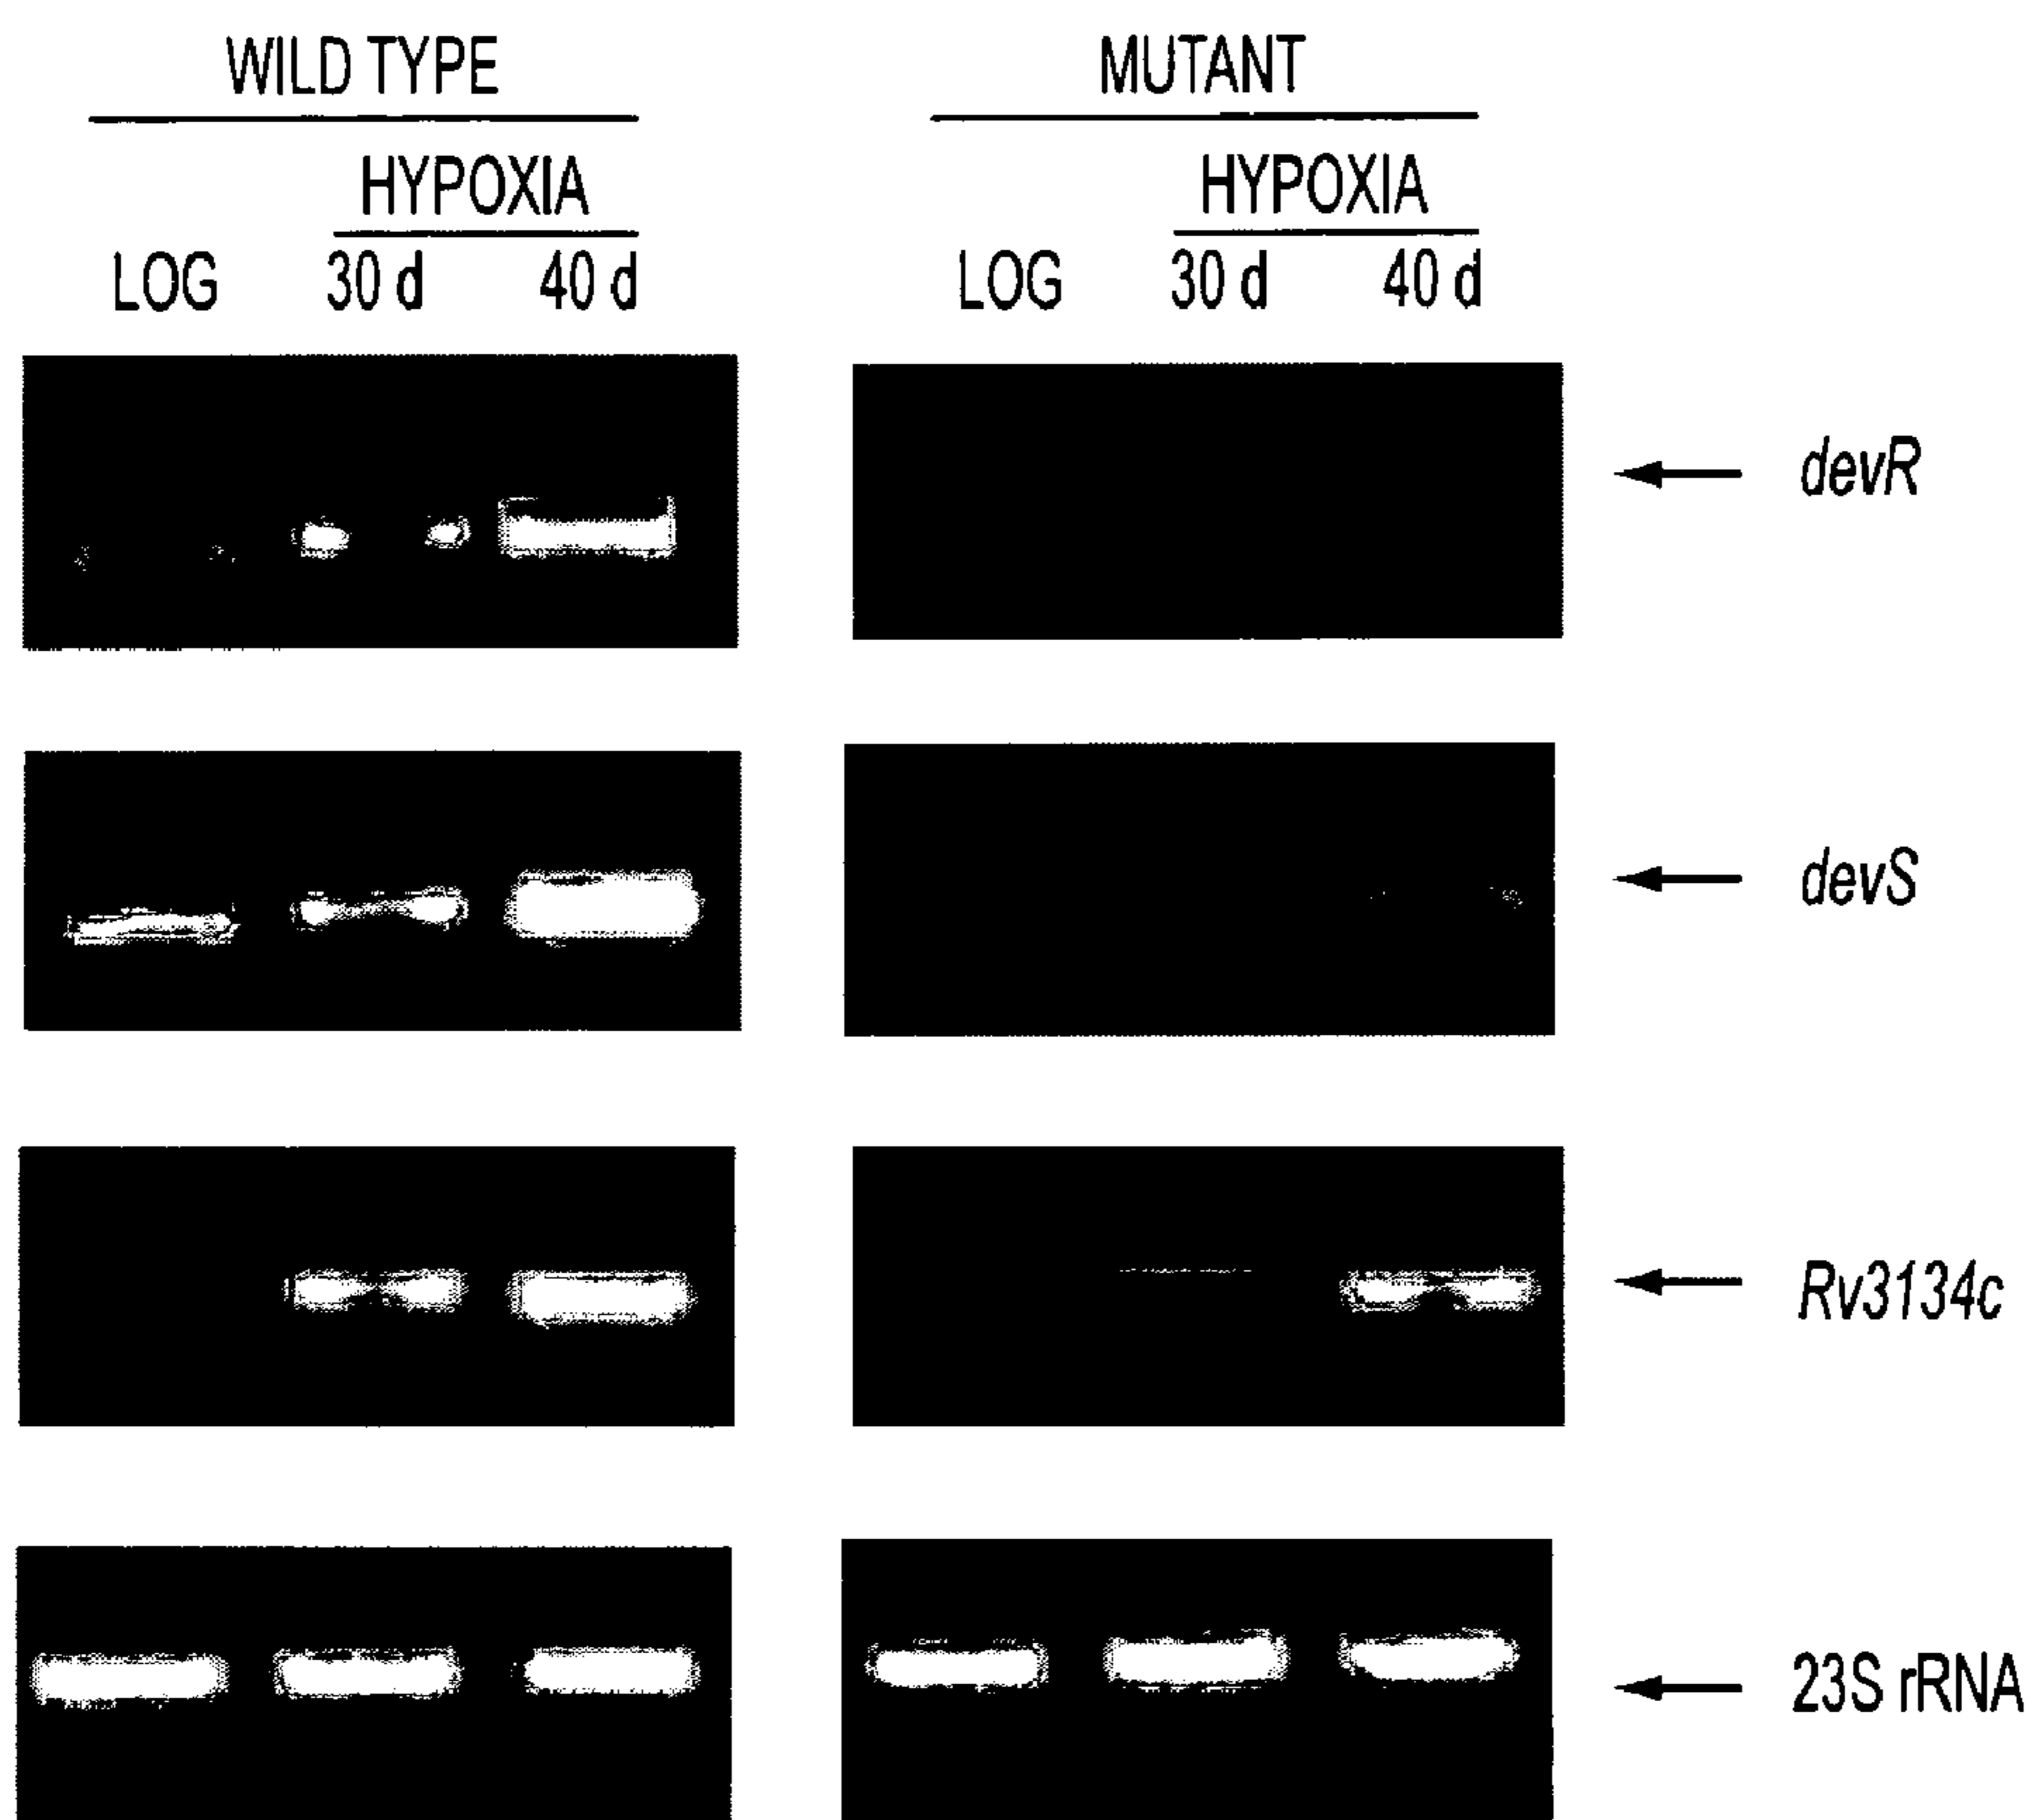 WILD TYPE MUTANT
HYPOXIA HYPOXIA
LOG 30 d 40 d LOG 30 d 40 d
devR
devS
Rv3134c
23S rRNA